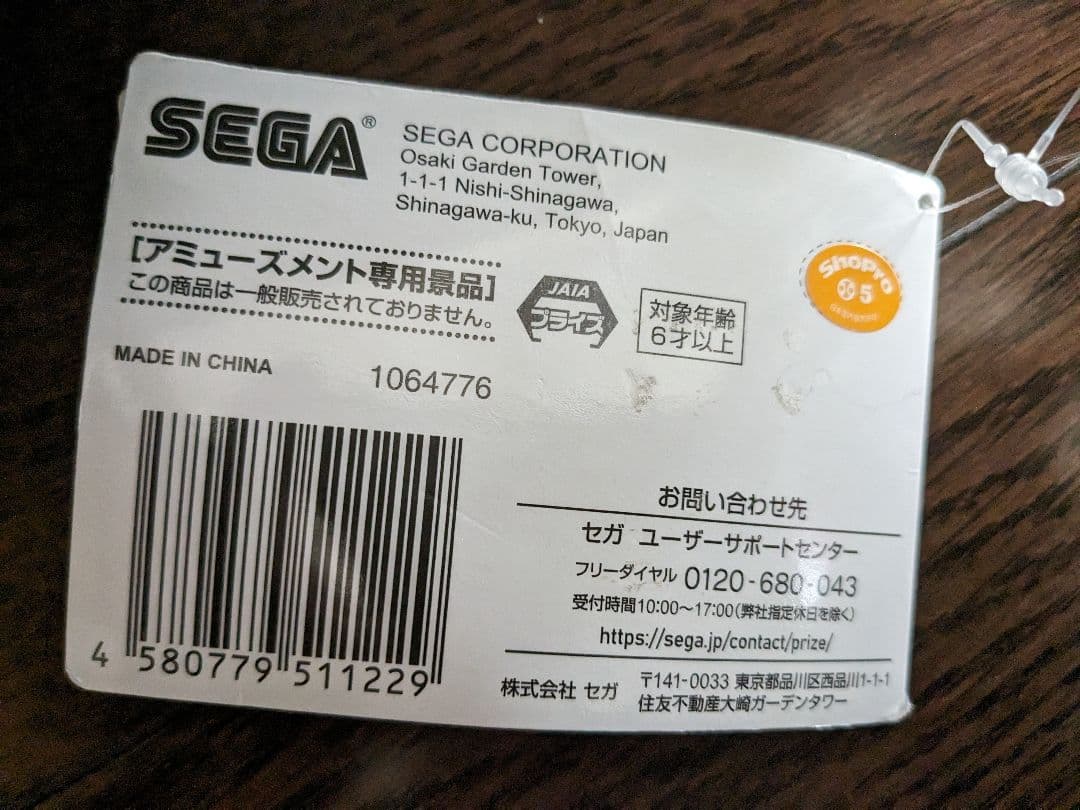 SEGA®
SEGA CORPORATION
Osaki Garden Tower,
1-1-1 Nishi-Shinagawa,
Shinagawa-ku, Tokyo, Japan
[アミューズメント専用景品]
この商品は一般販売されておりません。
JAIA
プライズ
対象年齢
6才以上
ShoPro
5
MADE IN CHINA
1064776
4 580779 511229
お問い合わせ先
セガ ユーザーサポートセンター
フリーダイヤル 0120-680-043
受付時間10:00~17:00(弊社指定休日を除く)
https://sega.jp/contact/prize/
株式会社 セガ
〒141-0033 東京都品川区西品川1-1-1
住友不動産大崎ガーデンタワー